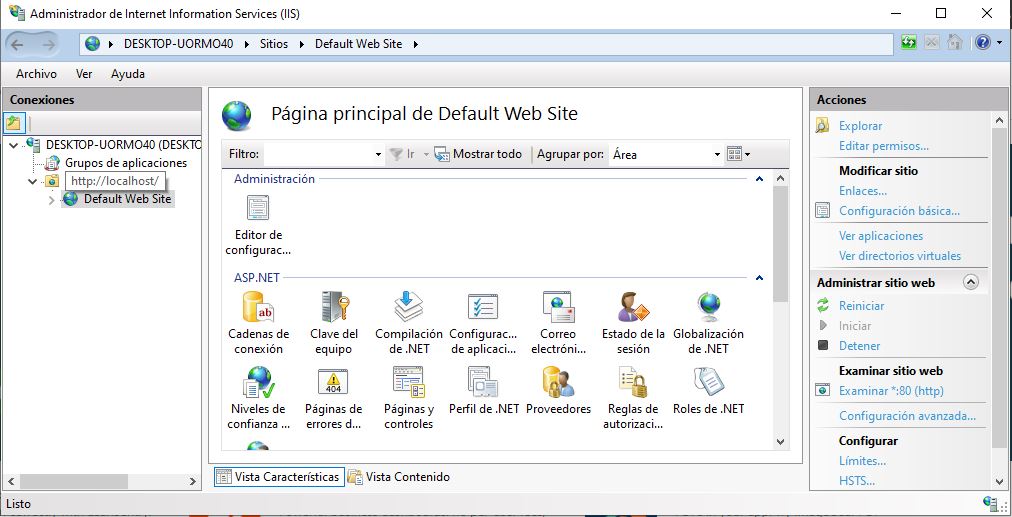 Administrador de Internet Information Services (IIS)
DESKTOP-UORMO40 Sitios Default Web Site
Archivo Ver Ayuda
Conexiones
DESKTOP-UORMO40 (DESKTO
Grupos de aplicaciones
http://localhost/
Default Web Site
Página principal de Default Web Site
Filtro: Ir Mostrar todo Agrupar por: Área
Administración
Editor de
configurac...
ASP.NET
Cadenas de
conexión
Clave del
equipo
Compilación
de .NET
Configurac...
de aplicaci...
Correo
electróni...
Estado de la
sesión
Globalización
de .NET
Niveles de
confianza ...
Páginas de
errores d...
Páginas y
controles
Perfil de .NET
Proveedores
Reglas de
autorizaci...
Roles de .NET
Vista Características Vista Contenido
Acciones
Explorar
Editar permisos...
Modificar sitio
Enlaces...
Configuración básica...
Ver aplicaciones
Ver directorios virtuales
Administrar sitio web
Reiniciar
Iniciar
Detener
Examinar sitio web
Examinar *:80 (http)
Configuración avanzada...
Configurar
Límites...
HSTS...
Listo